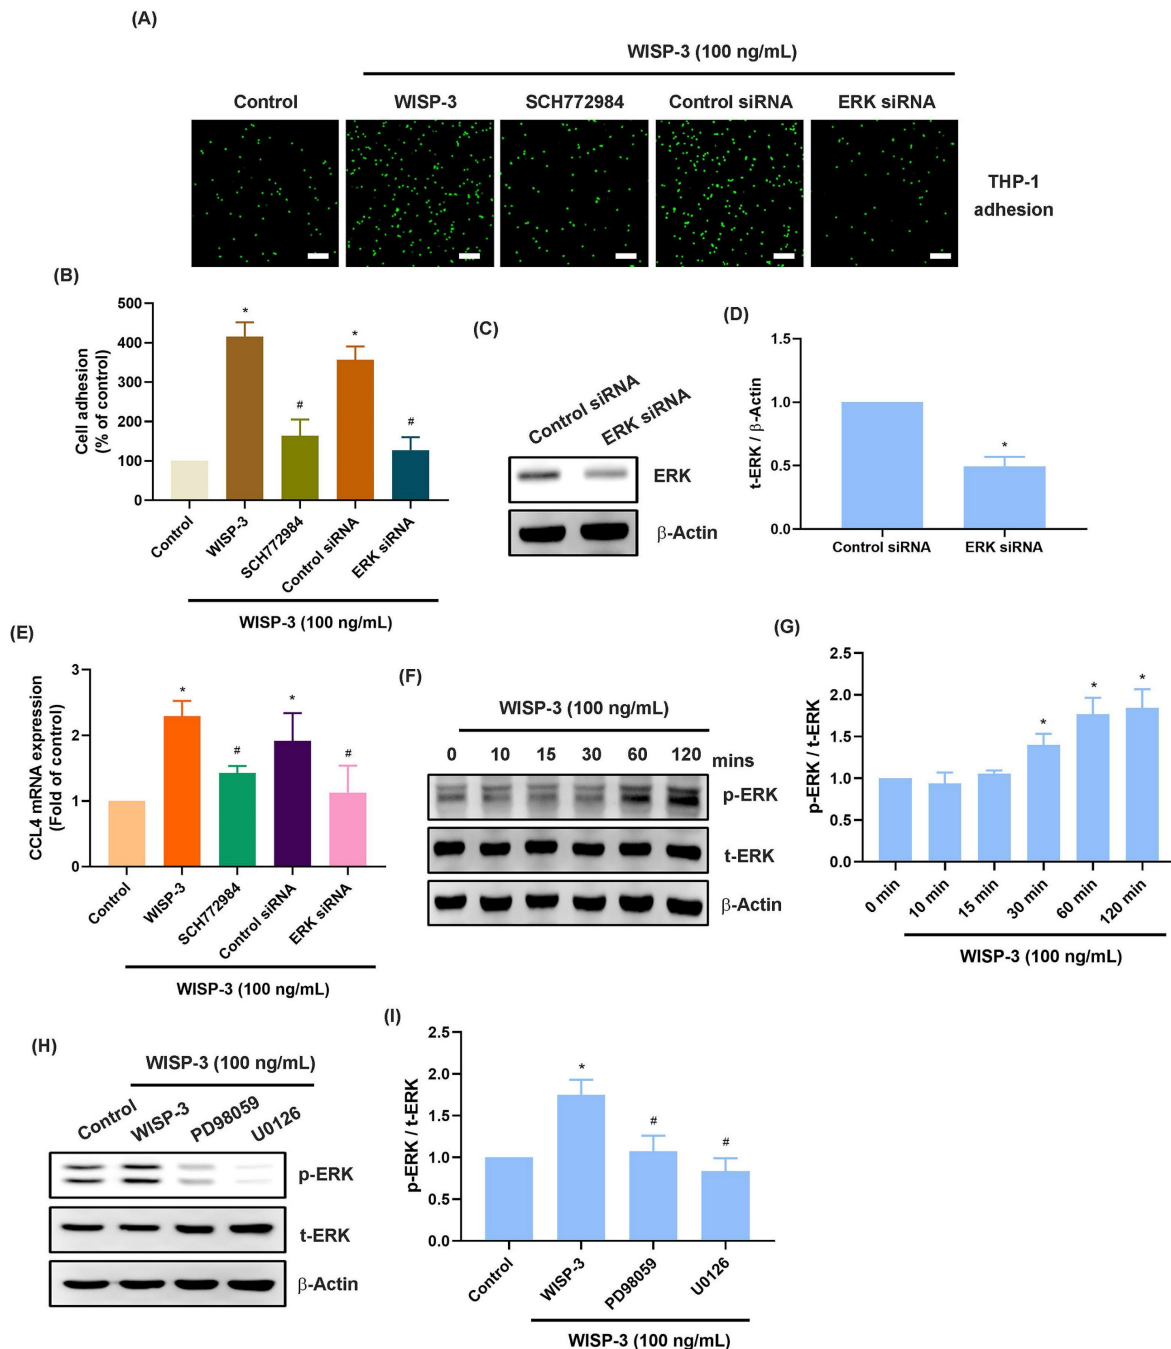 (A)
WISP-3 (100 ng/mL)
Control WISP-3 SCH772984 Control siRNA ERK siRNA
THP-1
adhesion
(B)
Cell adhesion
(% of control)
500
400
300
200
100
0
* # * #
Control WISP-3 SCH772984 Control siRNA ERK siRNA
WISP-3 (100 ng/mL)
(C)
Control siRNA ERK siRNA
ERK
β-Actin
(D)
t-ERK / β-Actin
1.5
1.0
0.5
0.0
*
Control siRNA ERK siRNA
(E)
CCL4 mRNA expression
(Fold of control)
3
2
1
0
* # * #
Control WISP-3 SCH772984 Control siRNA ERK siRNA
WISP-3 (100 ng/mL)
(F)
WISP-3 (100 ng/mL)
0 10 15 30 60 120 mins
p-ERK
t-ERK
β-Actin
(G)
p-ERK / t-ERK
2.5
2.0
1.5
1.0
0.5
0.0
* * *
0 min 10 min 15 min 30 min 60 min 120 min
WISP-3 (100 ng/mL)
(H)
WISP-3 (100 ng/mL)
Control WISP-3 PD98059 U0126
p-ERK
t-ERK
β-Actin
(I)
p-ERK / t-ERK
2.5
2.0
1.5
1.0
0.5
0.0
* # #
Control WISP-3 PD98059 U0126
WISP-3 (100 ng/mL)